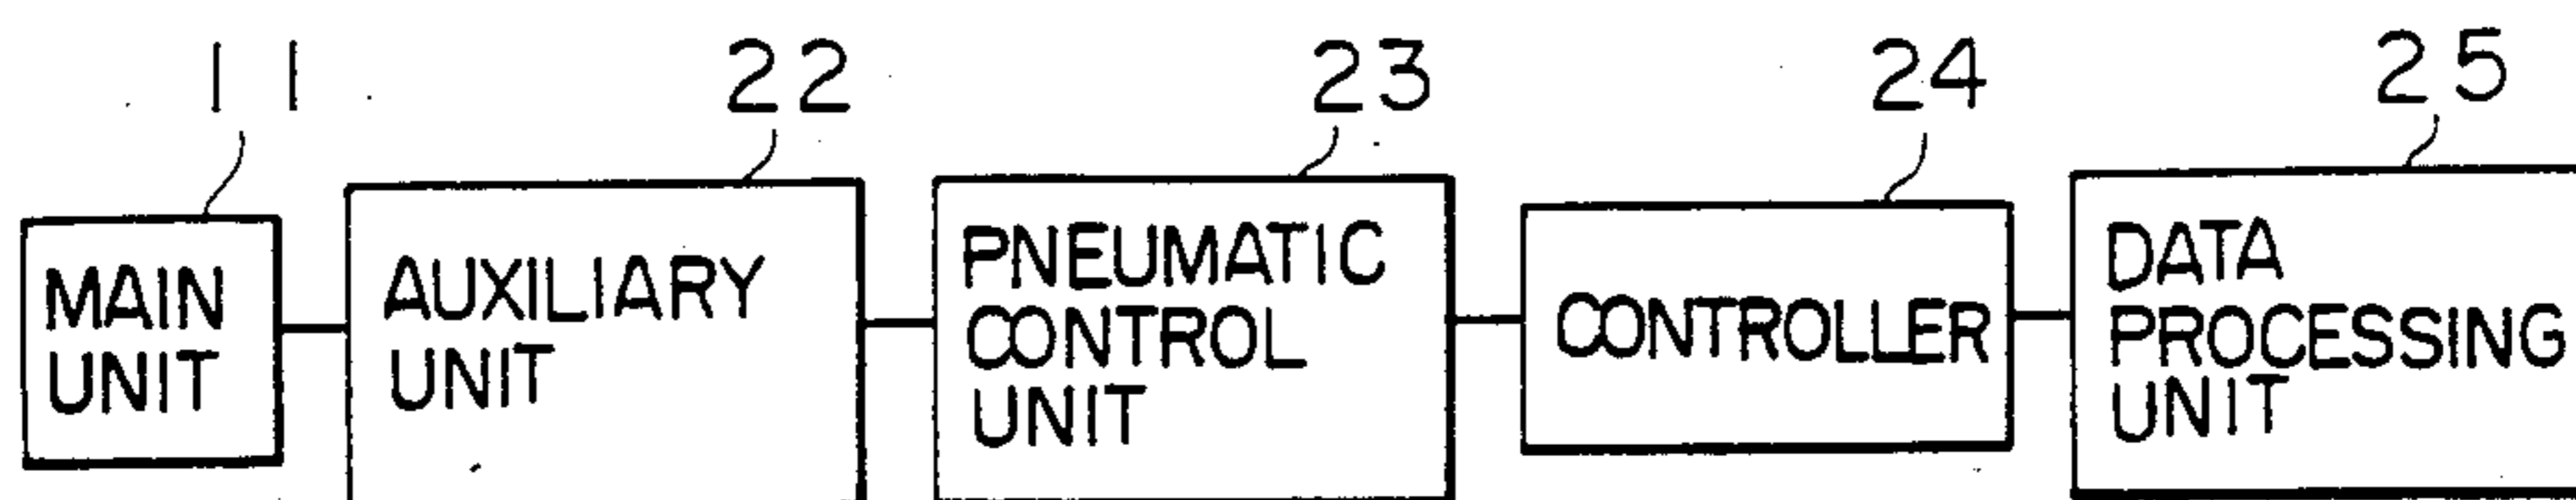 11 22 23 24 25
MAIN UNIT
AUXILIARY UNIT
PNEUMATIC CONTROL UNIT
CONTROLLER
DATA PROCESSING UNIT